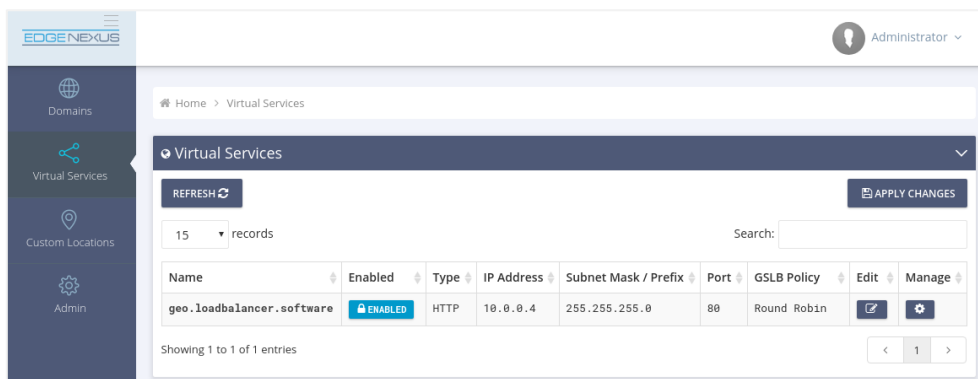 EDGENEXUS
Administrator
Domains
Home > Virtual Services
Virtual Services
Virtual Services
REFRESH
APPLY CHANGES
15 records
Search:
Custom Locations
Name Enabled Type IP Address Subnet Mask / Prefix Port GSLB Policy Edit Manage
geo.loadbalancer.software ENABLED HTTP 10.0.0.4 255.255.255.0 80 Round Robin
Admin
Showing 1 to 1 of 1 entries
< 1 >